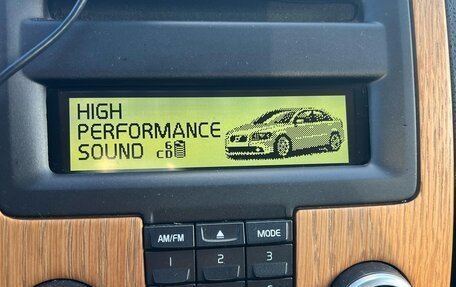 HIGH
PERFORMANCE
SOUND 6 CD
AM/FM MODE
1 2 3